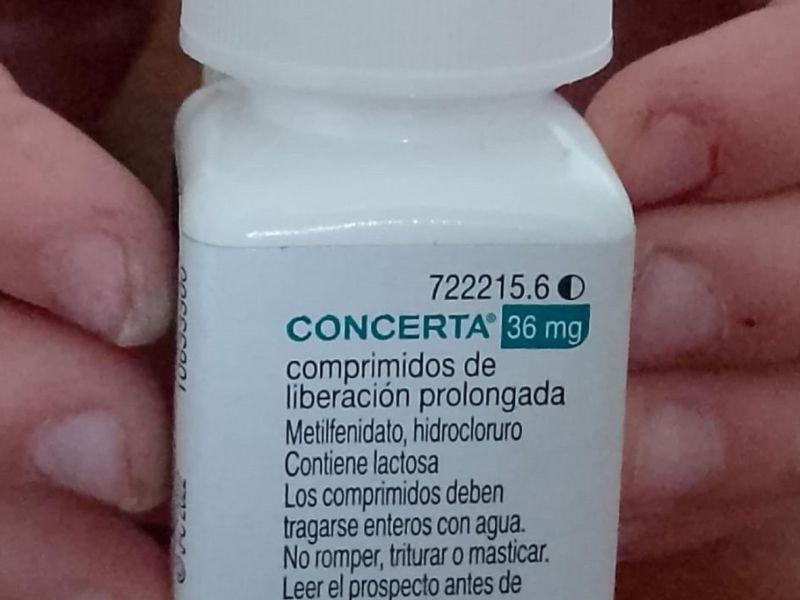 722215.6
CONCERTA® 36 mg
comprimidos de
liberación prolongada
Metilfenidato, hidrocloruro
Contiene lactosa
Los comprimidos deben
tragarse enteros con agua.
No romper, triturar o masticar.
Leer el prospecto antes de